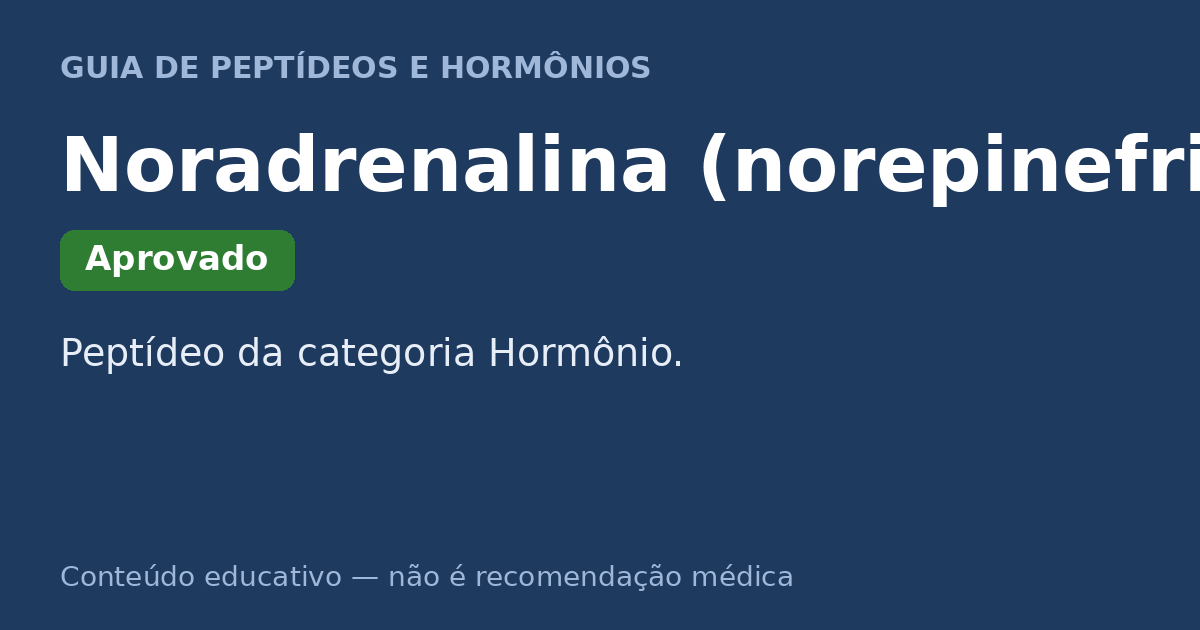 GUIA DE PEPTÍDEOS E HORMÔNIOS
Noradrenalina (norepinefri
Aprovado
Peptídeo da categoria Hormônio.
Conteúdo educativo — não é recomendação médica